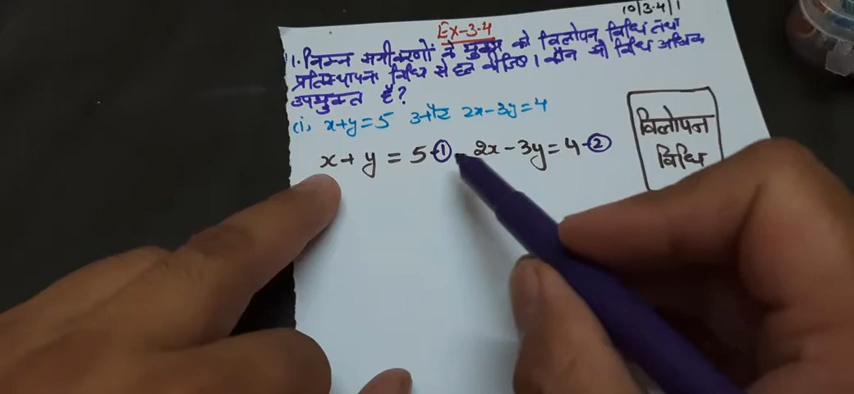 10/3.4/1
Ex-3.4
1. निम्न समीकरणों के युग्म को विलोपन विधि तथा
प्रतिस्थापन विधि से हल कीजिए। कौन सी विधि अधिक
उपयुक्त है?
(i) x+y=5 और 2x-3y=4
x+y=5-① 2x-3y=4-②
विलोपन
विधि